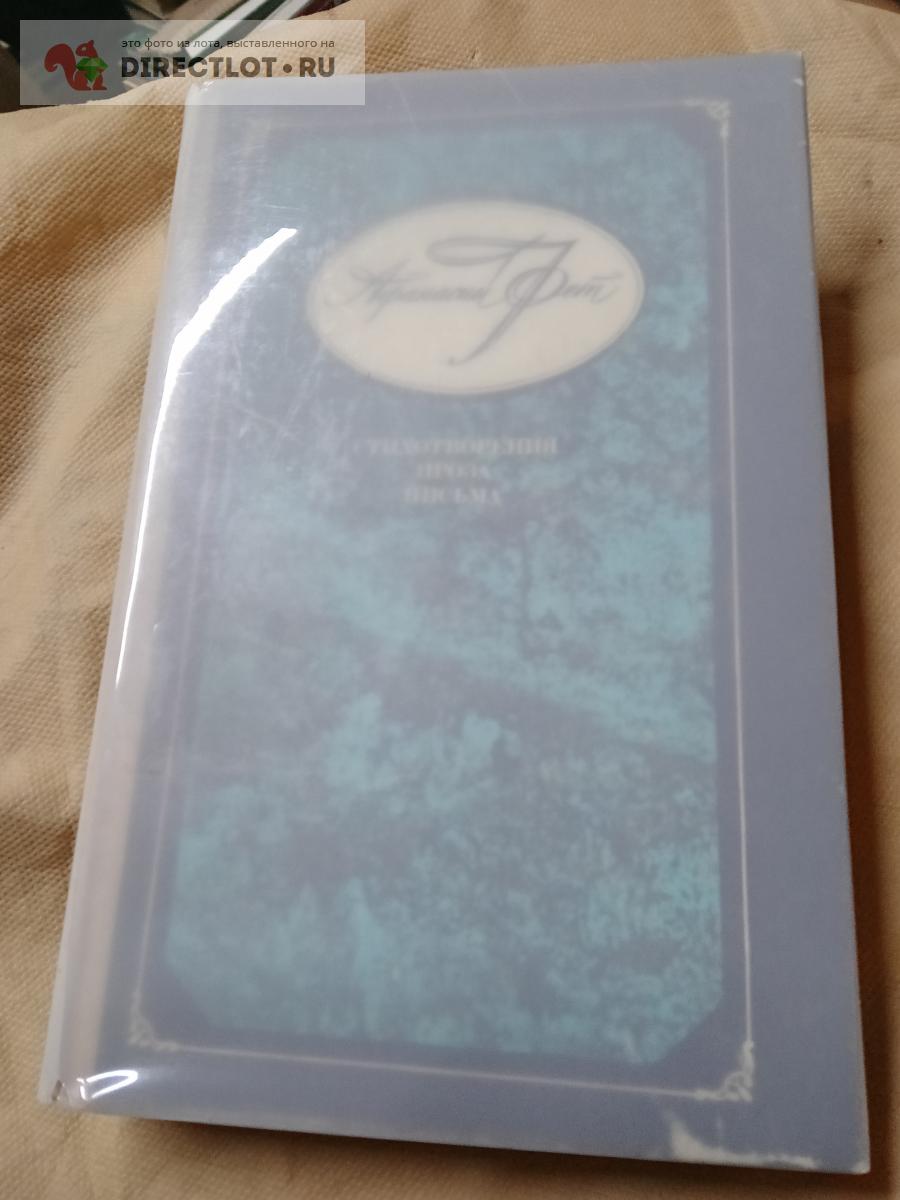 это фото из лота, выставленного на
DIRECTLOT.RU
Афанасий Фет
СТИХОТВОРЕНИЯ
ПРОЗА
ПИСЬМА